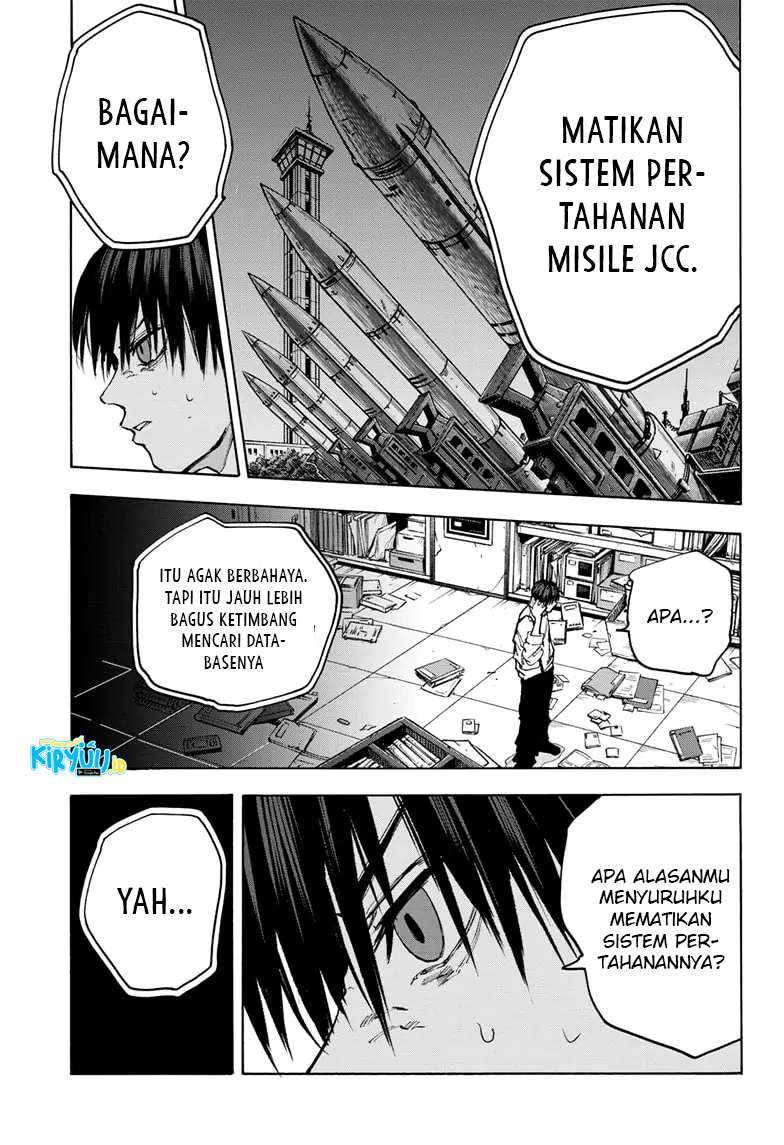 MATIKAN
SISTEM PER-
TAHANAN
MISILE JCC.
BAGAI-
MANA?
APA...?
ITU AGAK BERBAHAYA.
TAPI ITU JAUH LEBIH
BAGUS KETIMBANG
MENCARI DATA-
BASENYA
KIRYUU.ID
APA ALASANMU
MENYURUHKU
MEMATIKAN
SISTEM PER-
TAHANANNYA?
YAH...